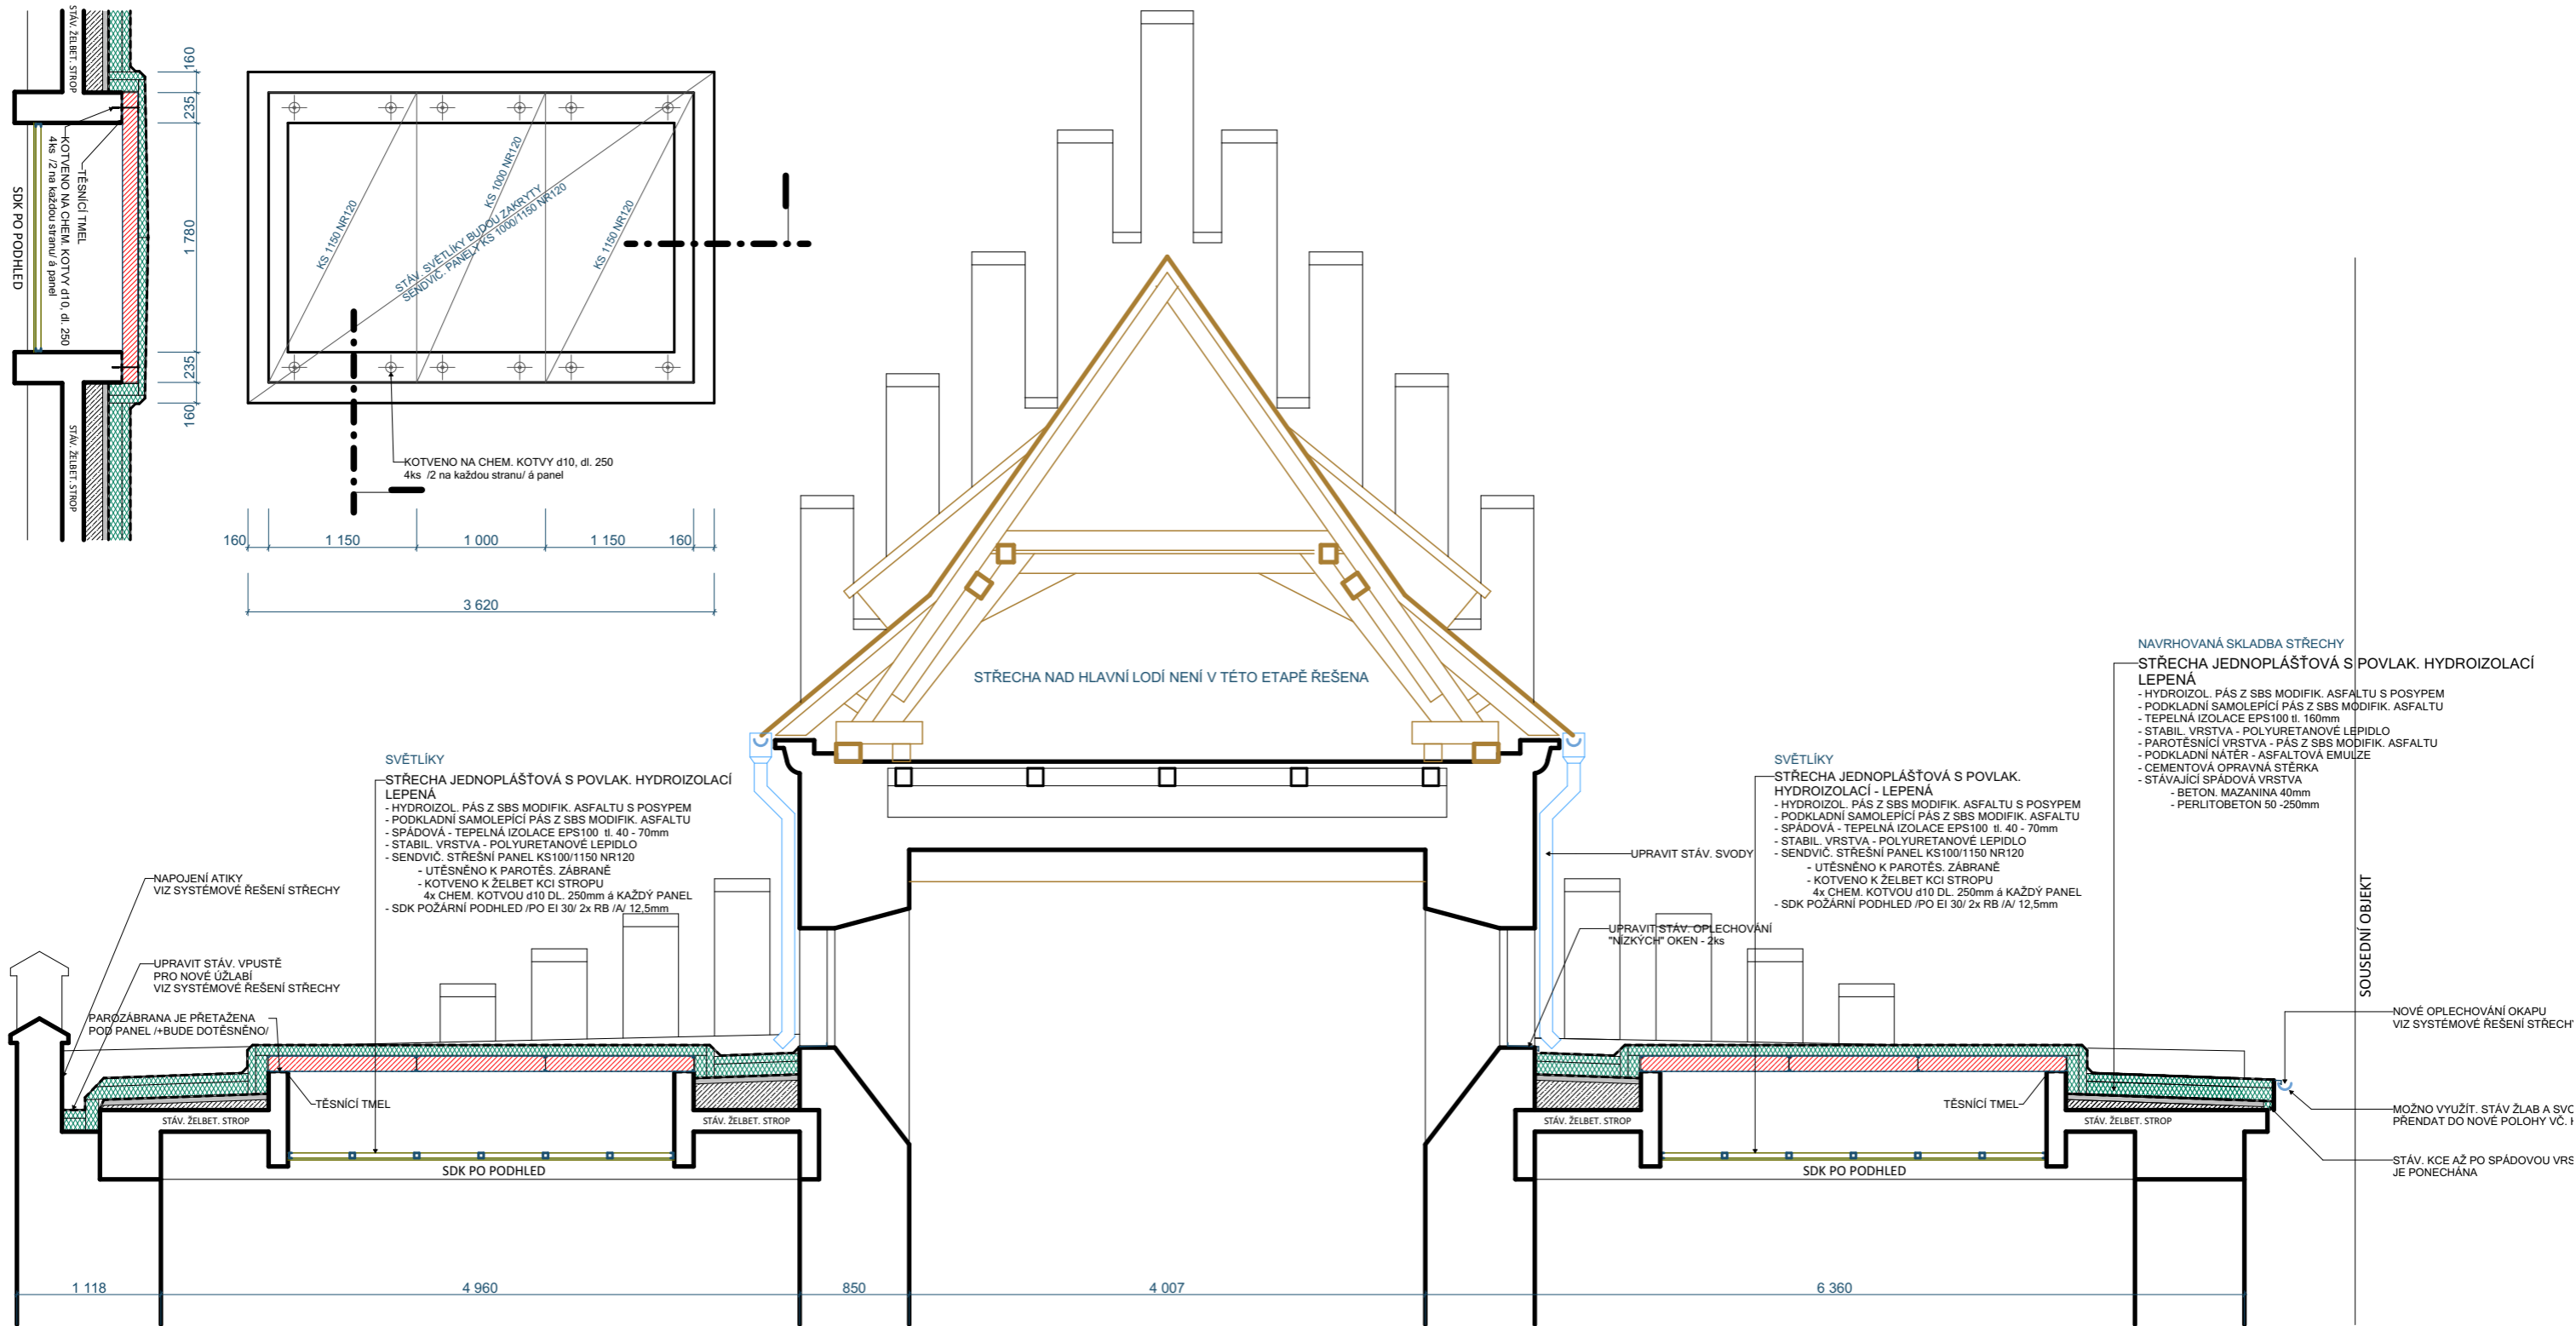 STÁV. ŽELBET. STROP
TĚSNÍCÍ TMEL
KOTVENO NA CHEM. KOTVY d10, dl. 250
4ks /2 na každou stranu/ á panel
SDK PO PODHLED
STÁV. ŽELBET. STROP
160
235
1 780
235
160
KS 1150 NR120
KS 1000 NR120
KS 1150 NR120
STÁV. SVĚTLÍKY BUDOU ZAKRYTY
SENDVIČ. PANELY KS 1000/1150 NR120
KOTVENO NA CHEM. KOTVY d10, dl. 250
4ks /2 na každou stranu/ á panel
160
1 150
1 000
1 150
160
3 620
STŘECHA NAD HLAVNÍ LODÍ NENÍ V TÉTO ETAPĚ ŘEŠENA
NAVRHOVANÁ SKLADBA STŘECHY
STŘECHA JEDNOPLÁŠŤOVÁ S POVLAK. HYDROIZOLACÍ
LEPENÁ
- HYDROIZOL. PÁS Z SBS MODIFIK. ASFALTU S POSYPEM
- PODKLADNÍ SAMOLEPÍCÍ PÁS Z SBS MODIFIK. ASFALTU
- TEPELNÁ IZOLACE EPS100 tl. 160mm
- STABIL. VRSTVA - POLYURETANOVÉ LEPIDLO
- PAROTĚSNÍCÍ VRSTVA - PÁS Z SBS MODIFIK. ASFALTU
- PODKLADNÍ NÁTĚR - ASFALTOVÁ EMULZE
- CEMENTOVÁ OPRAVNÁ STĚRKA
- STÁVAJÍCÍ SPÁDOVÁ VRSTVA
- BETON. MAZANINA 40mm
- PERLITOBETON 50 -250mm
SVĚTLÍKY
STŘECHA JEDNOPLÁŠŤOVÁ S POVLAK. HYDROIZOLACÍ
LEPENÁ
- HYDROIZOL. PÁS Z SBS MODIFIK. ASFALTU S POSYPEM
- PODKLADNÍ SAMOLEPÍCÍ PÁS Z SBS MODIFIK. ASFALTU
- SPÁDOVÁ - TEPELNÁ IZOLACE EPS100 tl. 40 - 70mm
- STABIL. VRSTVA - POLYURETANOVÉ LEPIDLO
- SENDVIČ. STŘEŠNÍ PANEL KS100/1150 NR120
- UTĚSNĚNO K PAROTĚS. ZÁBRANĚ
- KOTVENO K ŽELBET KCI STROPU
4x CHEM. KOTVOU d10 DL. 250mm á KAŽDÝ PANEL
- SDK POŽÁRNÍ PODHLED /PO EI 30/ 2x RB /A/ 12,5mm
SVĚTLÍKY
STŘECHA JEDNOPLÁŠŤOVÁ S POVLAK.
HYDROIZOLACÍ - LEPENÁ
- HYDROIZOL. PÁS Z SBS MODIFIK. ASFALTU S POSYPEM
- PODKLADNÍ SAMOLEPÍCÍ PÁS Z SBS MODIFIK. ASFALTU
- SPÁDOVÁ - TEPELNÁ IZOLACE EPS100 tl. 40 - 70mm
- STABIL. VRSTVA - POLYURETANOVÉ LEPIDLO
- SENDVIČ. STŘEŠNÍ PANEL KS100/1150 NR120
- UTĚSNĚNO K PAROTĚS. ZÁBRANĚ
- KOTVENO K ŽELBET KCI STROPU
4x CHEM. KOTVOU d10 DL. 250mm á KAŽDÝ PANEL
- SDK POŽÁRNÍ PODHLED /PO EI 30/ 2x RB /A/ 12,5mm
UPRAVIT STÁV. SVODY
UPRAVIT STÁV. OPLECHOVÁNÍ
"NÍZKÝCH" OKEN - 2ks
NAPOJENÍ ATIKY
VIZ SYSTÉMOVÉ ŘEŠENÍ STŘECHY
UPRAVIT STÁV. VPUSTĚ
PRO NOVÉ ÚŽLABÍ
VIZ SYSTÉMOVÉ ŘEŠENÍ STŘECHY
PAROZÁBRANA JE PŘETAŽENA
POD PANEL /+BUDE DOTĚSNĚNO/
SOUSEDNÍ OBJEKT
NOVÉ OPLECHOVÁNÍ OKAPU
VIZ SYSTÉMOVÉ ŘEŠENÍ STŘECH
MOŽNO VYUŽÍT. STÁV ŽLAB A
PŘENDAT DO NOVÉ POLOHY VČ.
STÁV. KCE AŽ PO SPÁDOVOU
JE PONECHÁNA
TĚSNÍCÍ TMEL
TĚSNÍCÍ TMEL
STÁV. ŽELBET. STROP
STÁV. ŽELBET. STROP
STÁV. ŽELBET. STROP
STÁV. ŽELBET. STROP
SDK PO PODHLED
SDK PO PODHLED
1 118
4 960
850
4 007
6 360